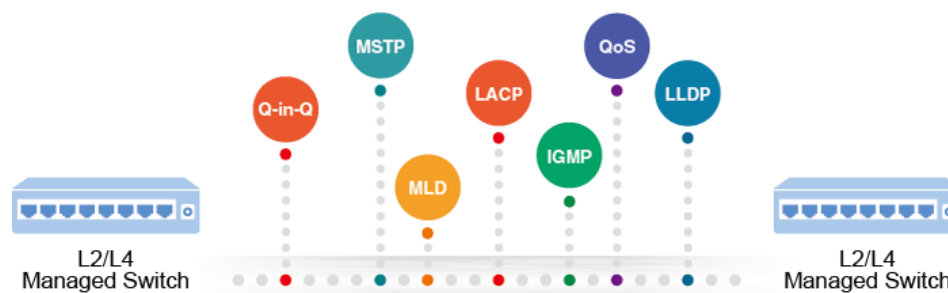 MSTP
QoS
Q-in-Q
LACP
LLDP
IGMP
MLD
L2/L4
Managed Switch
L2/L4
Managed Switch